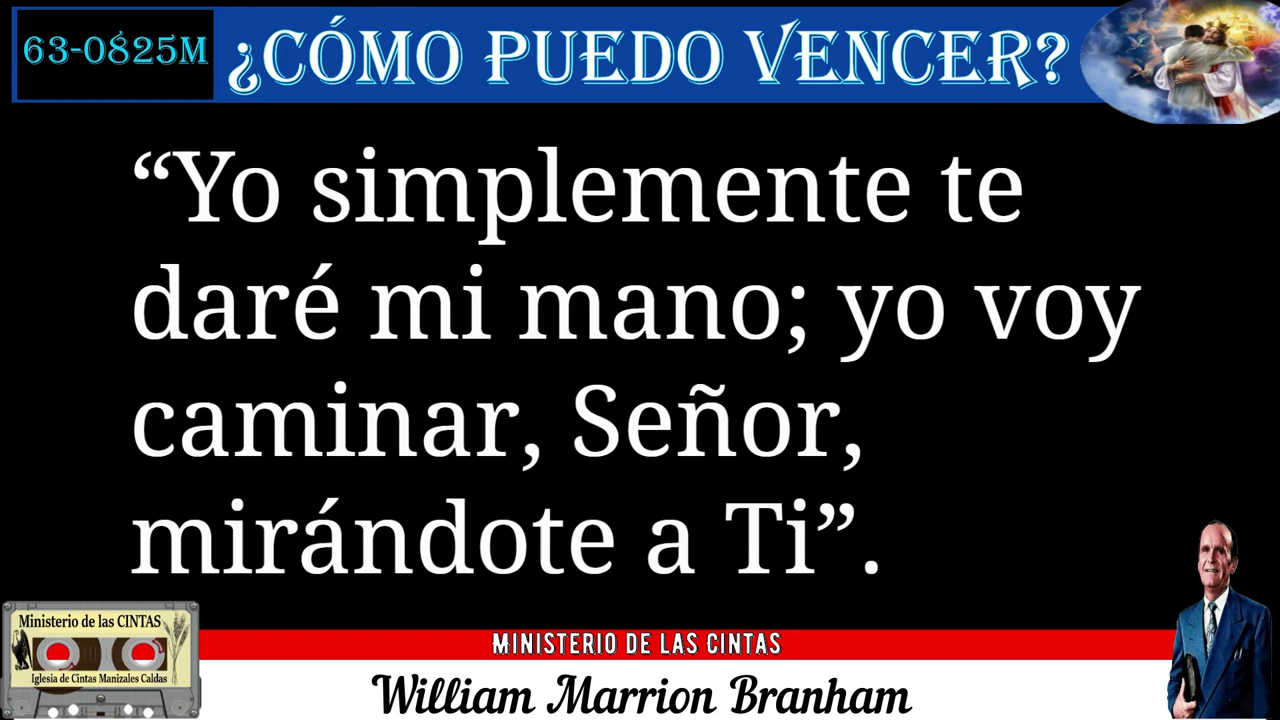 63-0825M ¿CÓMO PUEDO VENCER?
“Yo simplemente te
daré mi mano; yo voy
caminar, Señor,
mirándote a Ti”.
Ministerio de las CINTAS
Iglesia de Cintas Manizales Caldas
MINISTERIO DE LAS CINTAS
William Marrion Branham